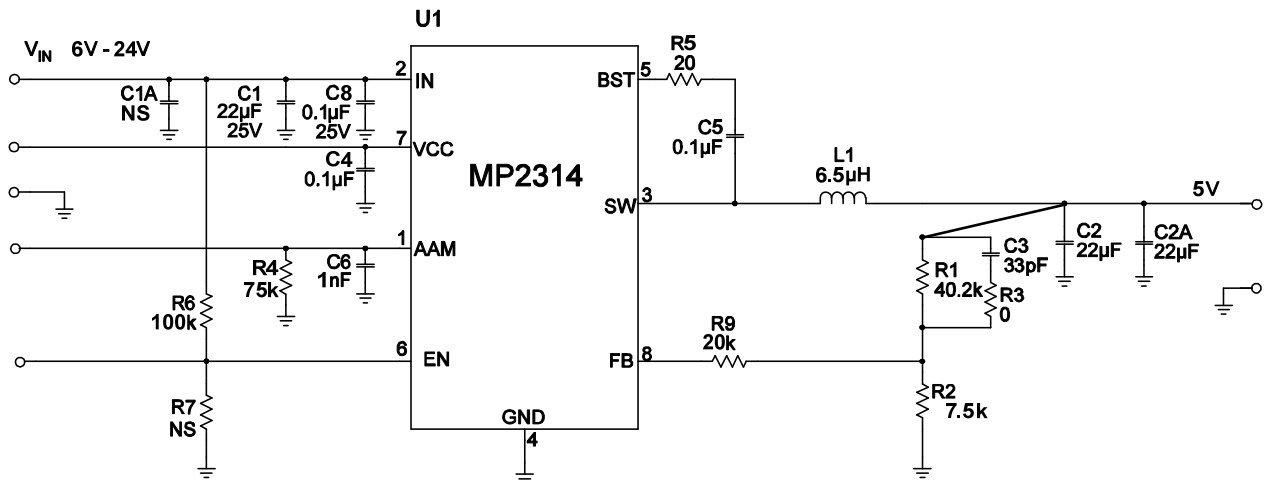 U1
V_IN 6V - 24V
C1A
NS
C1
22µF
25V
C8
0.1µF
25V
2
IN
7
VCC
C4
0.1µF
1
AAM
R4
75k
C6
1nF
R6
100k
6
EN
R7
NS
MP2314
GND
4
BST
5
R5
20
C5
0.1µF
SW
3
L1
6.5µH
5V
C2
22µF
C2A
22µF
C3
33pF
R1
40.2k
R3
0
FB
8
R9
20k
R2
7.5k